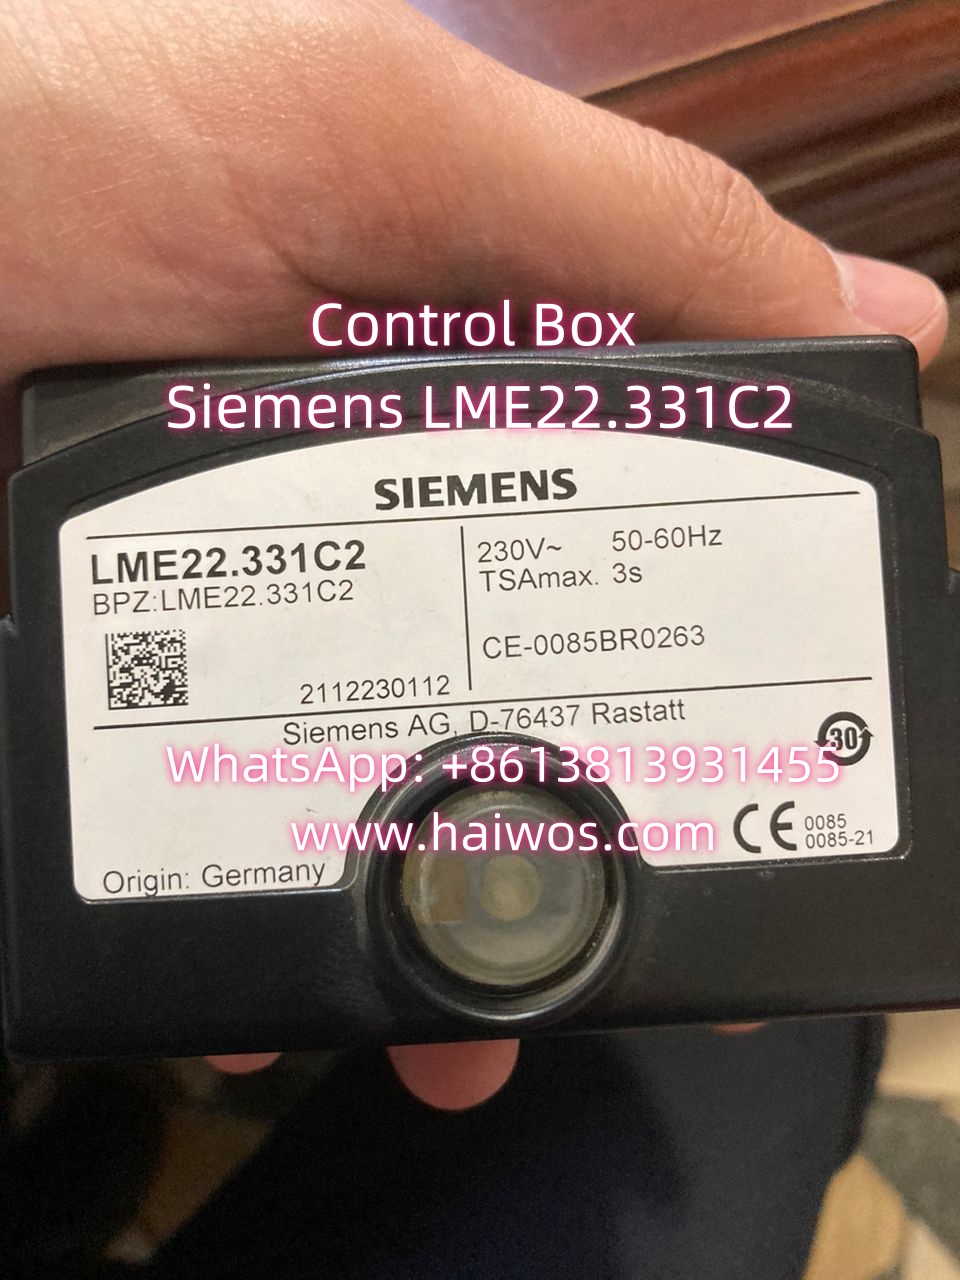 Control Box
Siemens LME22.331C2
SIEMENS
LME22.331C2
BPZ:LME22.331C2
2112230112
230V~ 50-60Hz
TSAmax. 3s
CE-0085BR0263
Siemens AG, D-76437 Rastatt
30
WhatsApp: +8613813931455
www.haiwos.com
CE 0085
0085-21
Origin: Germany